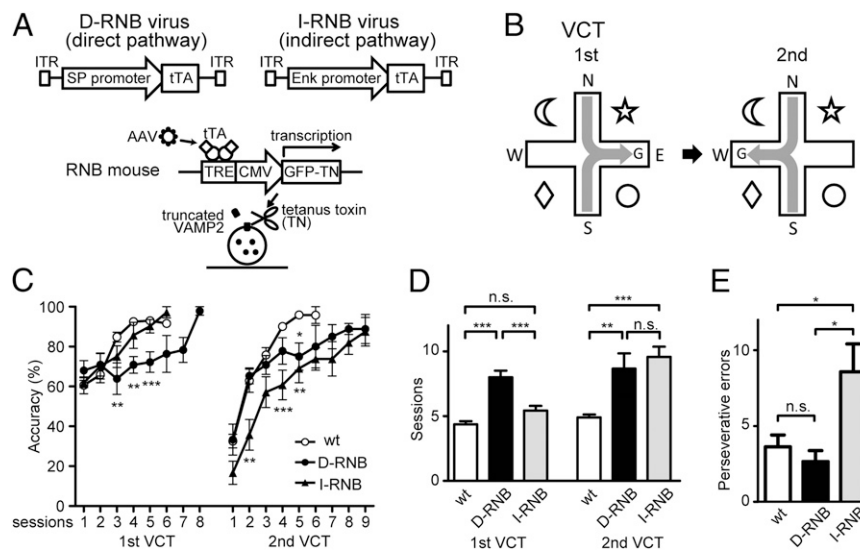 A
D-RNB virus
(direct pathway)
ITR
SP promoter
tTA
ITR
I-RNB virus
(indirect pathway)
ITR
Enk promoter
tTA
ITR
AAV
tTA
transcription
RNB mouse
TRE
CMV
GFP-TN
truncated
VAMP2
tetanus toxin
(TN)
B
VCT
1st
2nd
N
W
G
E
S
N
W
G
S
C
Accuracy (%)
100
80
60
40
20
0
**
**
***
**
***
*
**
wt
D-RNB
I-RNB
sessions
1 2 3 4 5 6 7 8
1 2 3 4 5 6 7 8 9
1st VCT
2nd VCT
D
Sessions
10
5
0
n.s.
***
***
***
**
n.s.
wt
D-RNB
I-RNB
wt
D-RNB
I-RNB
1st VCT
2nd VCT
E
Perseverative errors
10
5
0
*
*
n.s.
wt
D-RNB
I-RNB